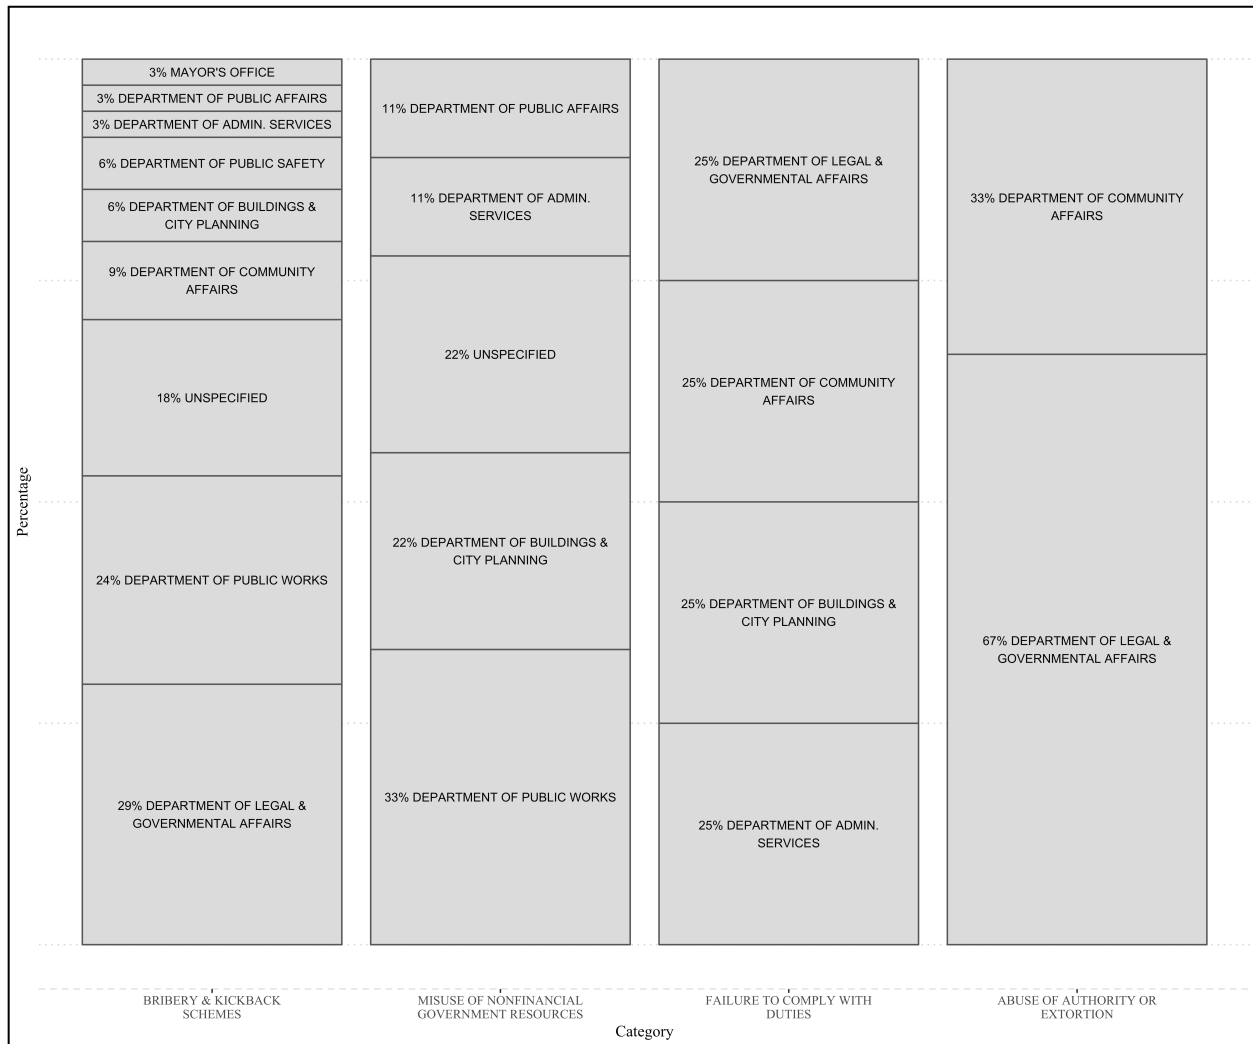 3% MAYOR'S OFFICE
3% DEPARTMENT OF PUBLIC AFFAIRS
3% DEPARTMENT OF ADMIN. SERVICES
6% DEPARTMENT OF PUBLIC SAFETY
6% DEPARTMENT OF BUILDINGS &
CITY PLANNING
9% DEPARTMENT OF COMMUNITY
AFFAIRS
18% UNSPECIFIED
24% DEPARTMENT OF PUBLIC WORKS
29% DEPARTMENT OF LEGAL &
GOVERNMENTAL AFFAIRS
11% DEPARTMENT OF PUBLIC AFFAIRS
11% DEPARTMENT OF ADMIN.
SERVICES
22% UNSPECIFIED
22% DEPARTMENT OF BUILDINGS &
CITY PLANNING
33% DEPARTMENT OF PUBLIC WORKS
25% DEPARTMENT OF LEGAL &
GOVERNMENTAL AFFAIRS
25% DEPARTMENT OF COMMUNITY
AFFAIRS
25% DEPARTMENT OF BUILDINGS &
CITY PLANNING
25% DEPARTMENT OF ADMIN.
SERVICES
33% DEPARTMENT OF COMMUNITY
AFFAIRS
67% DEPARTMENT OF LEGAL &
GOVERNMENTAL AFFAIRS
Percentage
BRIBERY & KICKBACK
SCHEMES
MISUSE OF NONFINANCIAL
GOVERNMENT RESOURCES
FAILURE TO COMPLY WITH
DUTIES
ABUSE OF AUTHORITY OR
EXTORTION
Category